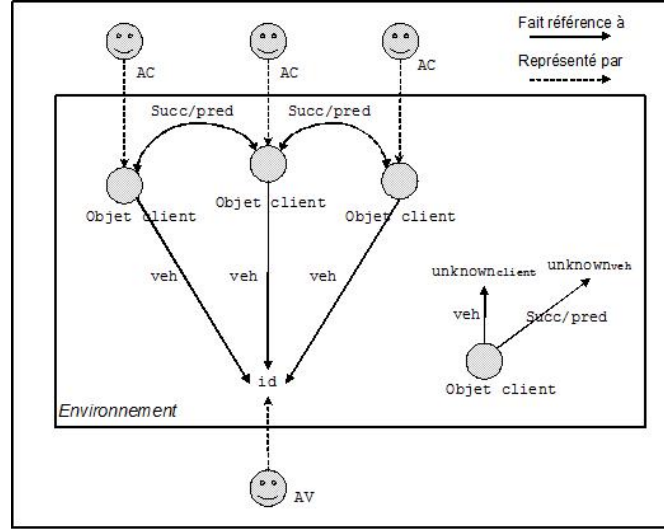 Fait référence à
Représenté par
AC
AC
AC
Succ/pred
Succ/pred
Objet client
Objet client
Objet client
veh
veh
veh
unknownclient
unknownveh
veh
Succ/pred
Objet client
id
Environnement
AV